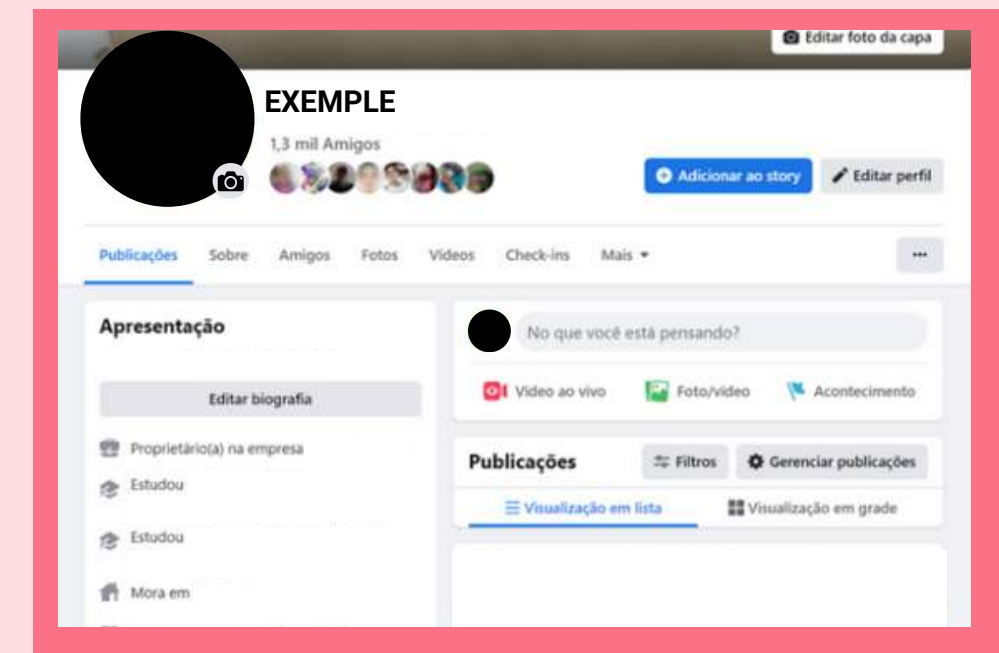 Editar foto da capa
EXEMPLE
1,3 mil Amigos
Adicionar ao story
Editar perfil
Publicações Sobre Amigos Fotos Vídeos Check-ins Mais
Apresentação
Editar biografia
Proprietário(a) na empresa
Estudou
Estudou
Mora em
No que você está pensando?
Vídeo ao vivo Foto/vídeo Acontecimento
Publicações
Filtros
Gerenciar publicações
Visualização em lista
Visualização em grade